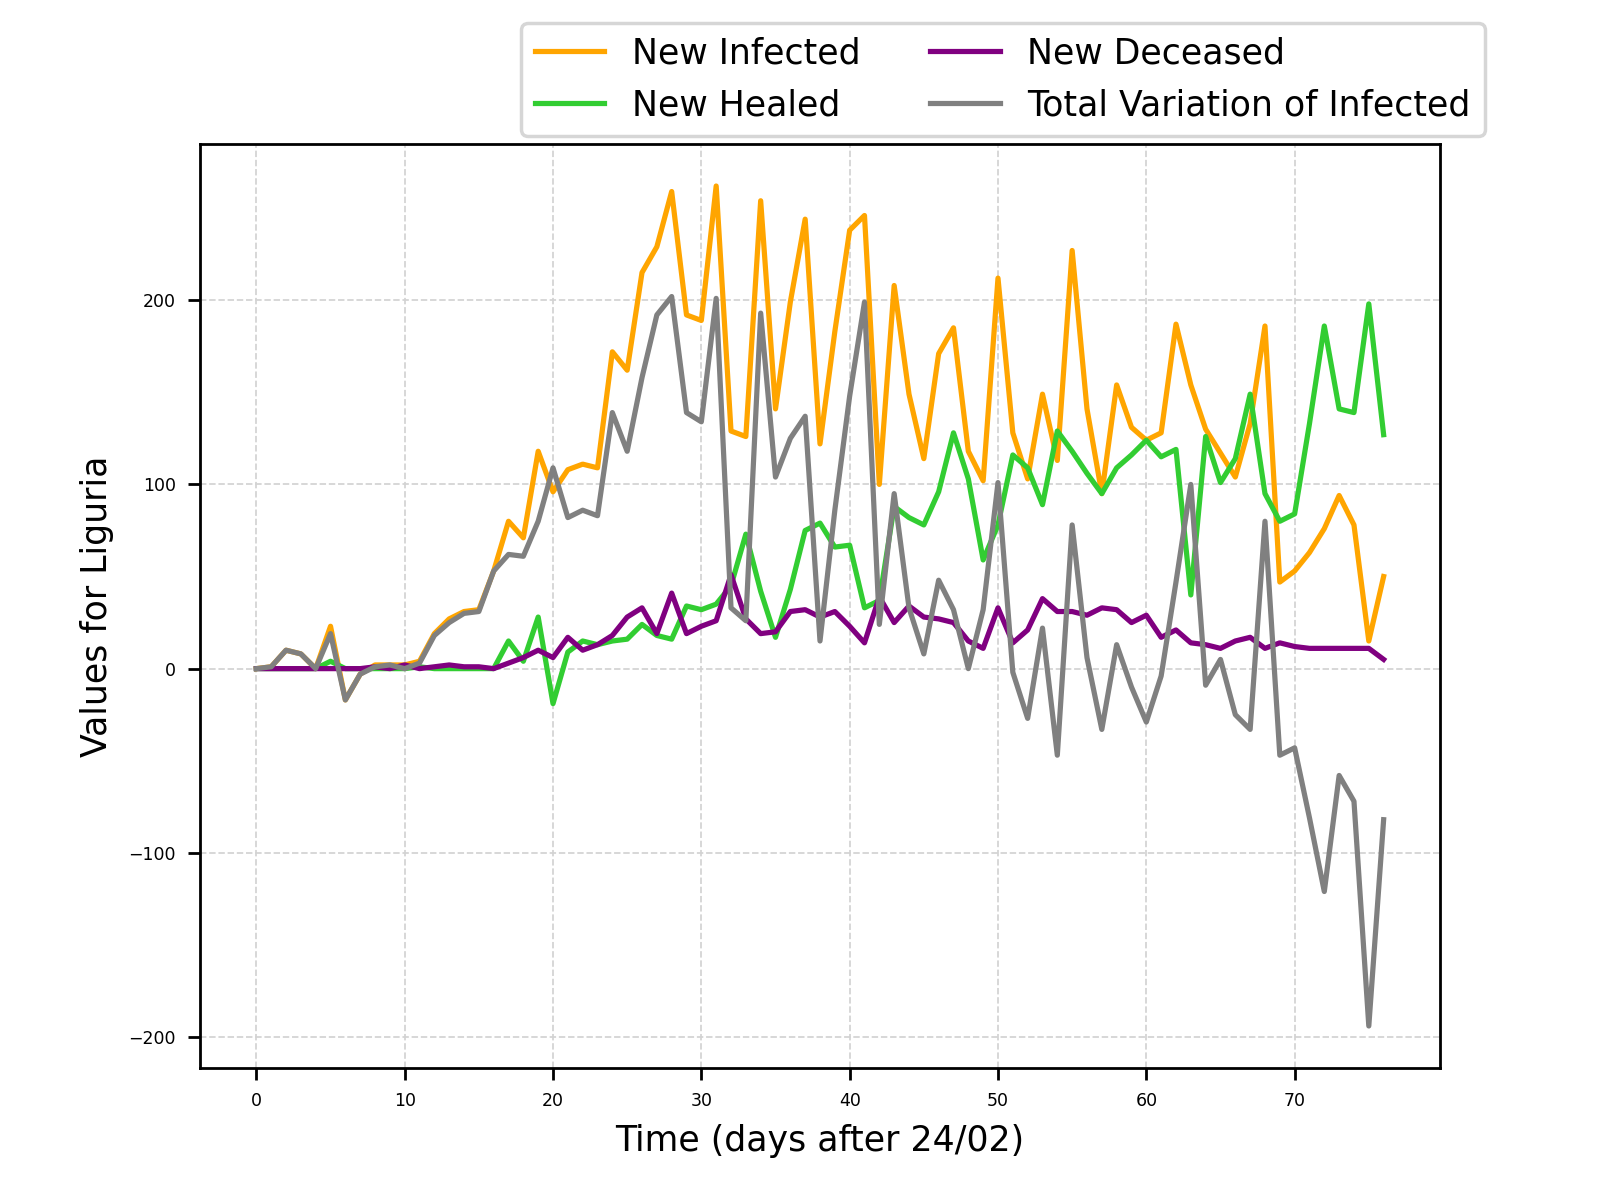 New Infected
New Healed
New Deceased
Total Variation of Infected
200
100
0
−100
−200
Values for Liguria
0 10 20 30 40 50 60 70
Time (days after 24/02)